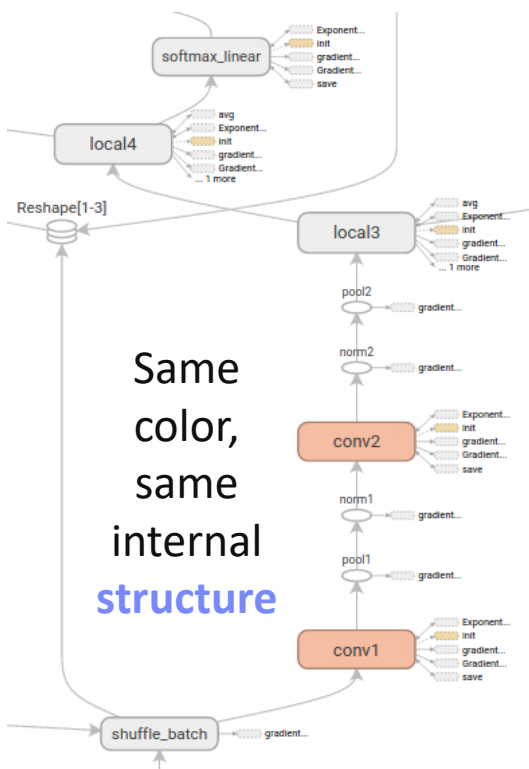 Exponent...
init
gradient...
Gradient...
save
softmax_linear
avg
Exponent...
init
gradient...
Gradient...
... 1 more
local4
Reshape[1-3]
avg
Exponent...
init
gradient...
Gradient...
... 1 more
local3
pool2
gradient...
norm2
gradient...
Same
color,
same
internal
structure
Exponent...
init
gradient...
Gradient...
save
conv2
norm1
gradient...
pool1
gradient...
Exponent...
init
gradient...
Gradient...
save
conv1
shuffle_batch
gradient...